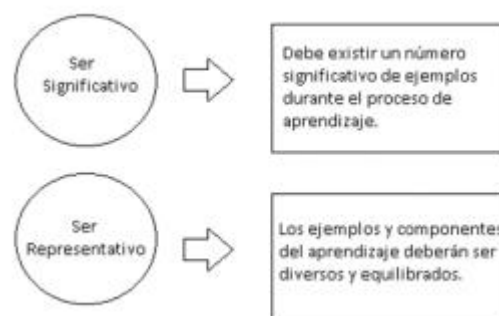 Ser
Significativo
Debe existir un número
significativo de ejemplos
durante el proceso de
aprendizaje.
Ser
Representativo
Los ejemplos y componentes
del aprendizaje deberán ser
diversos y equilibrados.